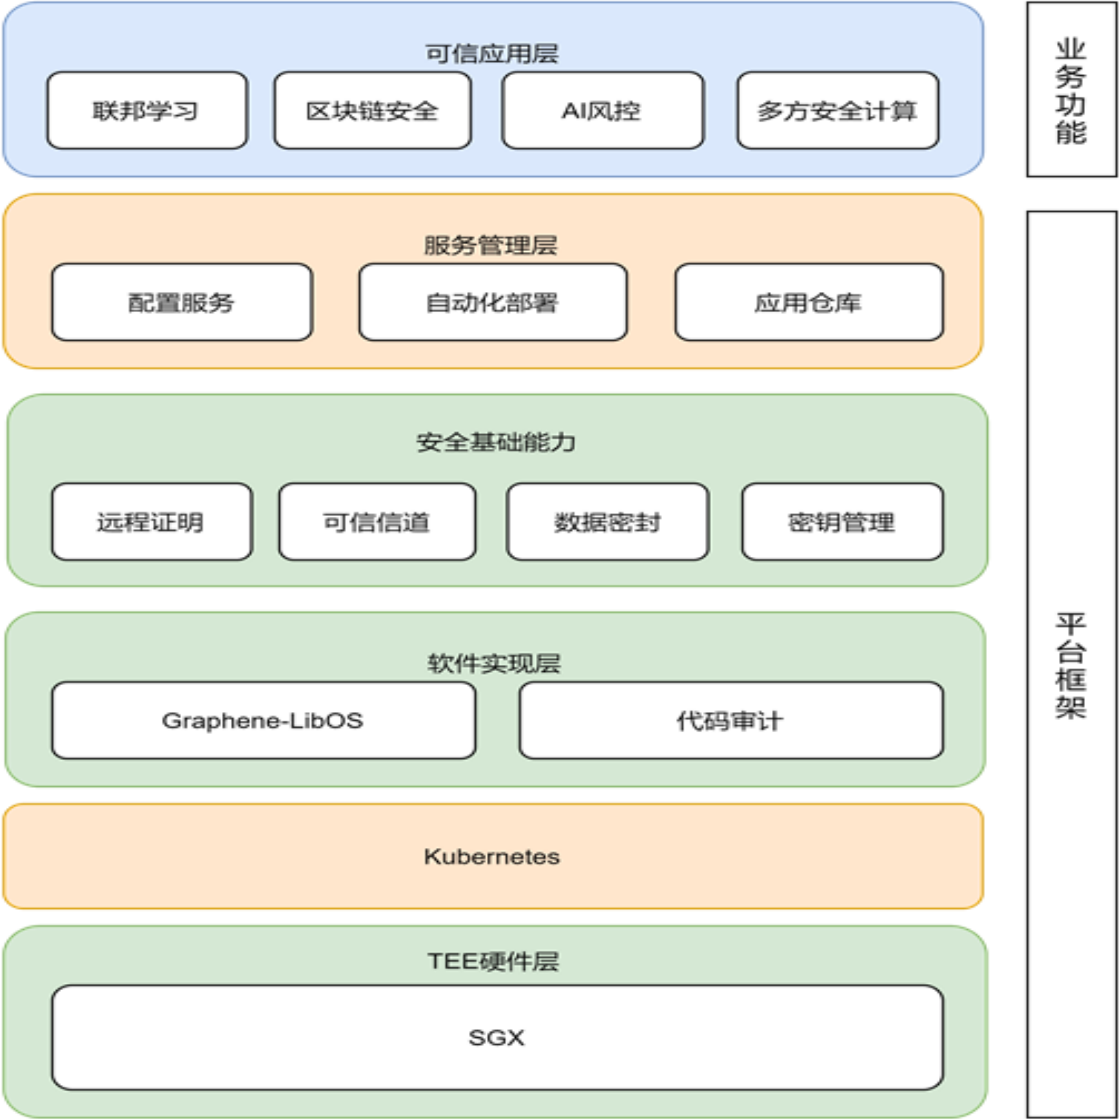 可信应用层
联邦学习
区块链安全
AI风控
多方安全计算
业务功能
服务管理层
配置服务
自动化部署
应用仓库
安全基础能力
远程证明
可信信道
数据密封
密钥管理
软件实现层
Graphene-LibOS
代码审计
Kubernetes
TEE硬件层
SGX
平台框架